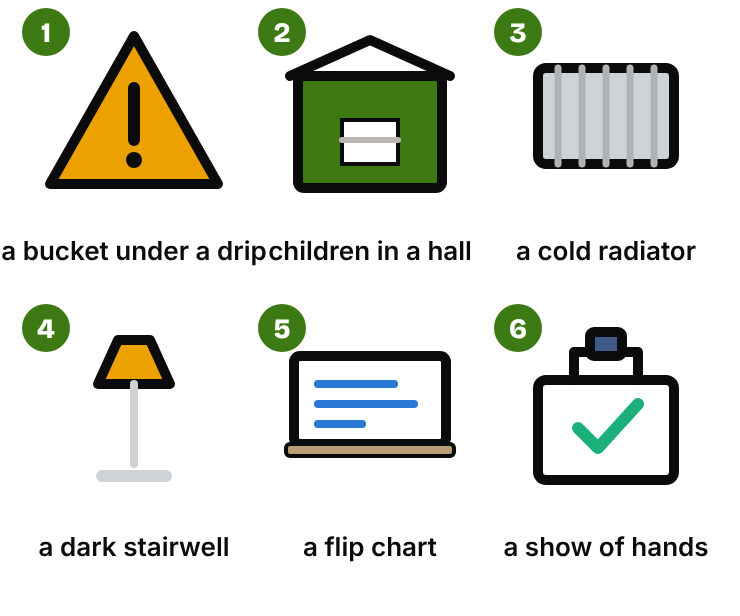 1
2
3
a bucket under a drip
children in a hall
a cold radiator
4
5
6
a dark stairwell
a flip chart
a show of hands